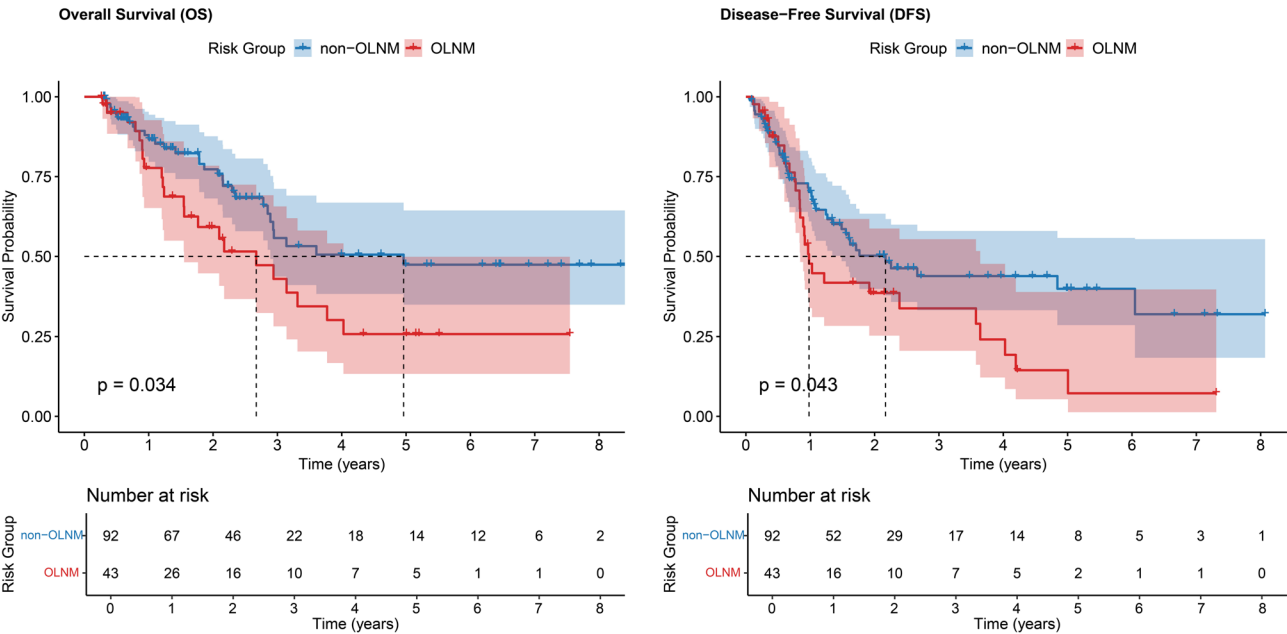 Overall Survival (OS)
Risk Group non-OLNM OLNM
Survival Probability
1.00
0.75
0.50
0.25
0.00
p = 0.034
0 1 2 3 4 5 6 7 8
Time (years)
Number at risk
Risk Group
non-OLNM 92 67 46 22 18 14 12 6 2
OLNM 43 26 16 10 7 5 1 1 0
0 1 2 3 4 5 6 7 8
Time (years)
Disease-Free Survival (DFS)
Risk Group non-OLNM OLNM
Survival Probability
1.00
0.75
0.50
0.25
0.00
p = 0.043
0 1 2 3 4 5 6 7 8
Time (years)
Number at risk
Risk Group
non-OLNM 92 52 29 17 14 8 5 3 1
OLNM 43 16 10 7 5 2 1 1 0
0 1 2 3 4 5 6 7 8
Time (years)